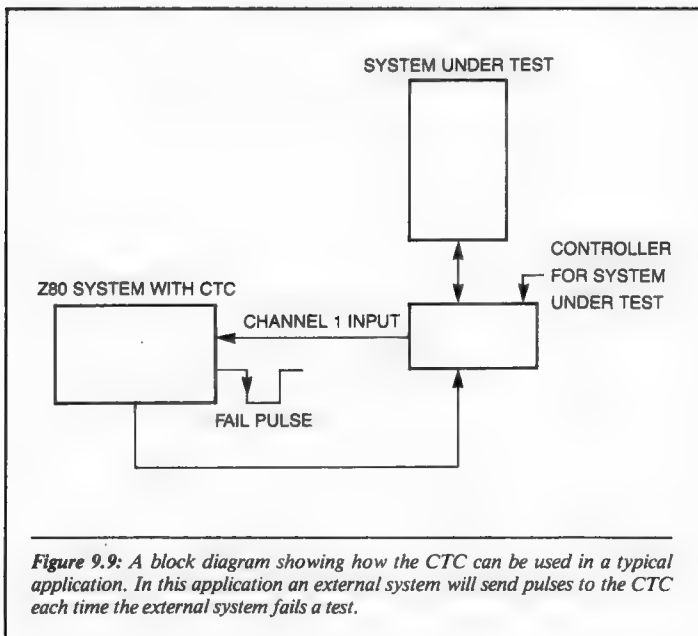 SYSTEM UNDER TEST
CONTROLLER
FOR SYSTEM
UNDER TEST
Z80 SYSTEM WITH CTC
CHANNEL 1 INPUT
FAIL PULSE
Figure 9.9: A block diagram showing how the CTC can be used in a typical
application. In this application an external system will send pulses to the CTC
each time the external system fails a test.